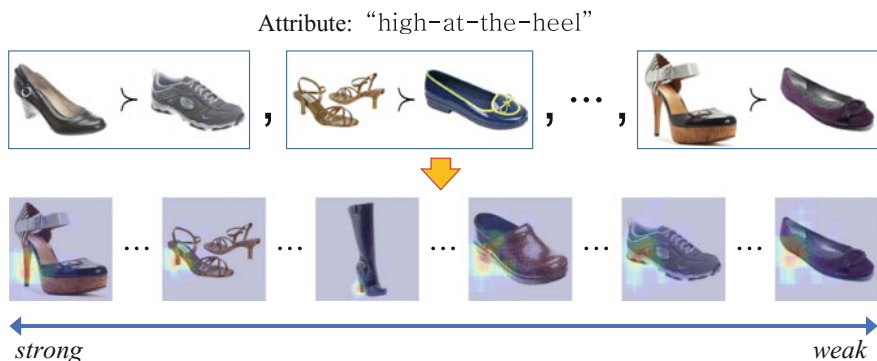 Attribute: “high-at-the-heel”
≻ , ≻ , ... , ≻
... ... ... ... ...
strong weak